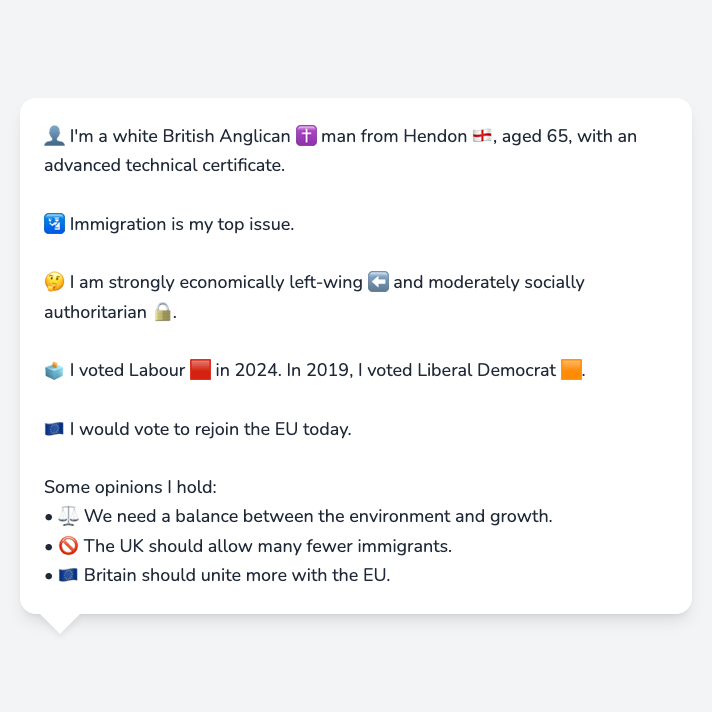 👤 I'm a white British Anglican ✝️ man from Hendon 🏴󠁧󠁢󠁥󠁮󠁧󠁿, aged 65, with an
advanced technical certificate.
🛂 Immigration is my top issue.
🤔 I am strongly economically left-wing ⬅️ and moderately socially
authoritarian 🔒.
🗳️ I voted Labour 🟥 in 2024. In 2019, I voted Liberal Democrat 🟧.
🇪🇺 I would vote to rejoin the EU today.
Some opinions I hold:
• ⚖️ We need a balance between the environment and growth.
• 🚫 The UK should allow many fewer immigrants.
• 🇪🇺 Britain should unite more with the EU.